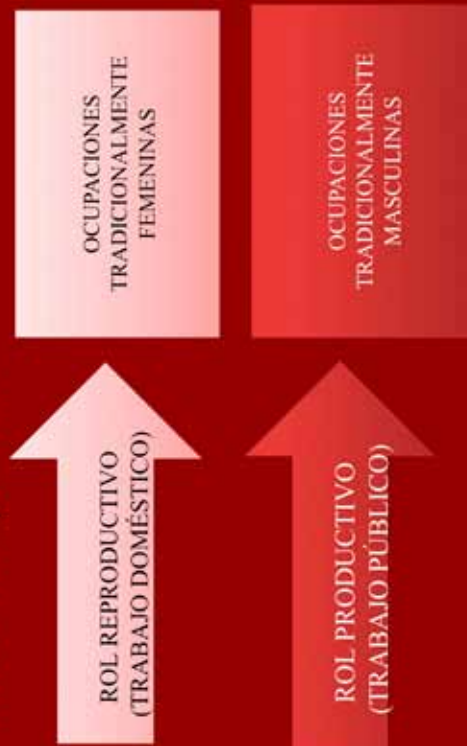 ROL REPRODUCTIVO
(TRABAJO DOMÉSTICO)
OCUPACIONES
TRADICIONALMENTE
FEMENINAS
ROL PRODUCTIVO
(TRABAJO PÚBLICO)
OCUPACIONES
TRADICIONALMENTE
MASCULINAS